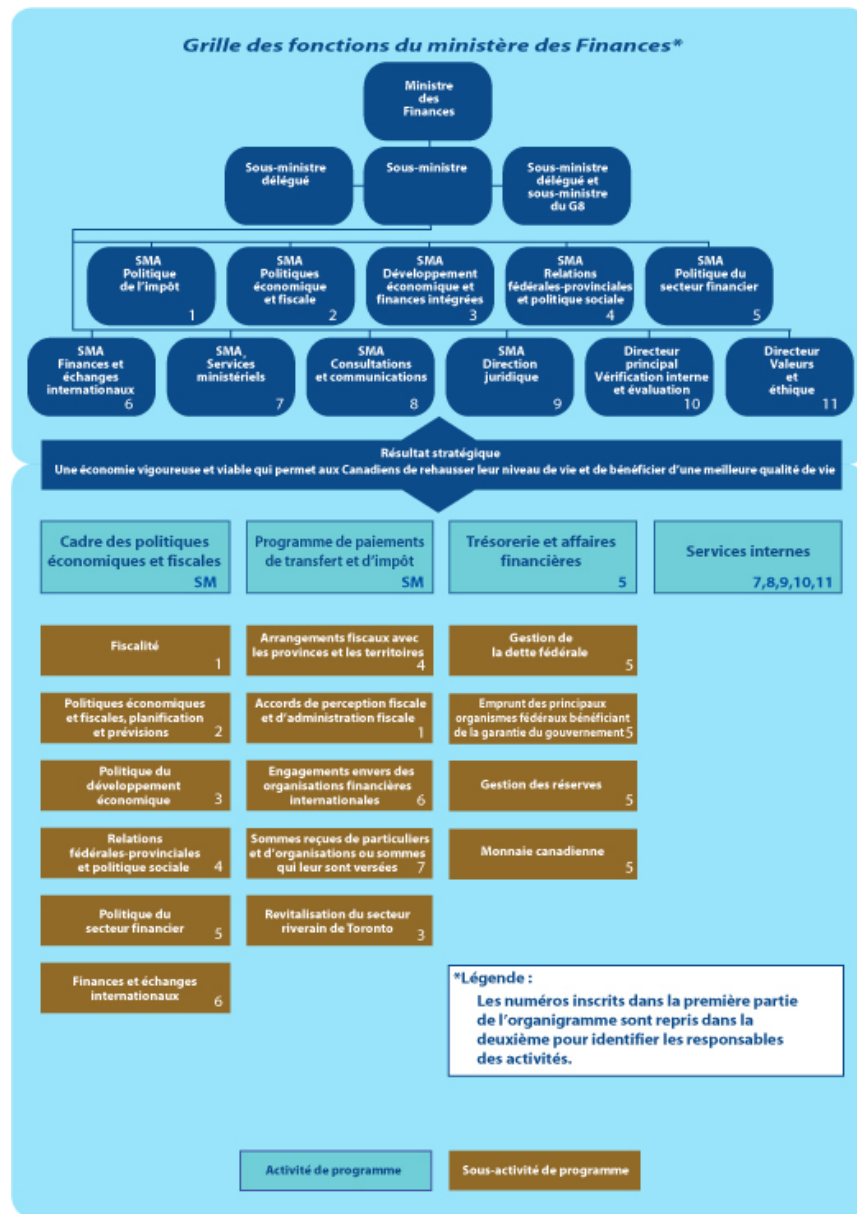 Grille des fonctions du ministère des Finances*
Ministre
des
Finances
Sous-ministre
délégué
Sous-ministre
Sous-ministre
délégué et
sous-ministre
du G8
SMA
Politique
de l'impôt
1
SMA
Politiques
économique
et fiscale
2
SMA
Développement
économique et
finances intégrées
3
SMA
Relations
fédérales-provinciales
et politique sociale
4
SMA
Politique du
secteur financier
5
SMA
Finances et
échanges
internationaux
6
SMA
Services
ministériels
7
SMA
Consultations
et communications
8
SMA
Direction
juridique
9
Directeur
principal
Vérification interne
et évaluation
10
Directeur
Valeurs
et
éthique
11
Résultat stratégique
Une économie vigoureuse et viable qui permet aux Canadiens de rehausser leur niveau de vie et de bénéficier d'une meilleure qualité de vie
Cadre des politiques
économiques et fiscales
SM
Programme de paiements
de transfert et d'impôt
SM
Trésorerie et affaires
financières
5
Services internes
7,8,9,10,11
Fiscalité
1
Politiques économiques
et fiscales, planification
et prévisions
2
Politique du
développement
économique
3
Relations
fédérales-provinciales
et politique sociale
4
Politique du
secteur financier
5
Finances et échanges
internationaux
6
Arrangements fiscaux avec
les provinces et les territoires
4
Accords de perception fiscale
et d'administration fiscale
1
Engagements envers des
organisations financières
internationales
6
Sommes reçues de particuliers
et d'organisations ou sommes
qui leur sont versées
7
Revitalisation du secteur
riverain de Toronto
3
Gestion de
la dette fédérale
5
Emprunt des principaux
organismes fédéraux bénéficiant
de la garantie du gouvernement
5
Gestion des réserves
5
Monnaie canadienne
5
*Légende :
Les numéros inscrits dans la première partie
de l'organigramme sont repris dans la
deuxième pour identifier les responsables
des activités.
Activité de programme
Sous-activité de programme